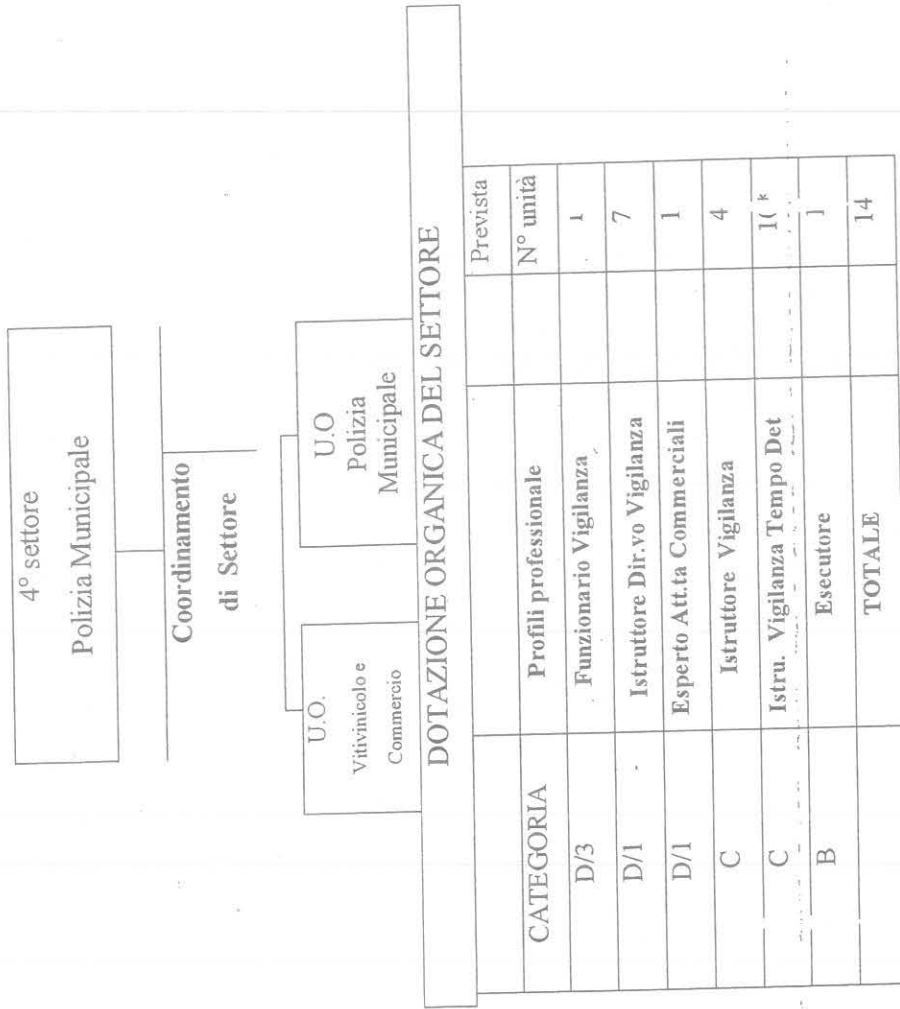 4° settore
Polizia Municipale
Coordinamento
di Settore
U.O.
Vitivinicolo e
Commercio
U.O
Polizia
Municipale
DOTAZIONE ORGANICA DEL SETTORE
Prevista
CATEGORIA Profili professionale N° unità
D/3 Funzionario Vigilanza 1
D/1 Istruttore Dir.vo Vigilanza 7
D/1 Esperto Att.ta Commerciali 1
C Istruttore Vigilanza 4
C Istru. Vigilanza Tempo Det
B Esecutore 1
TOTALE 14